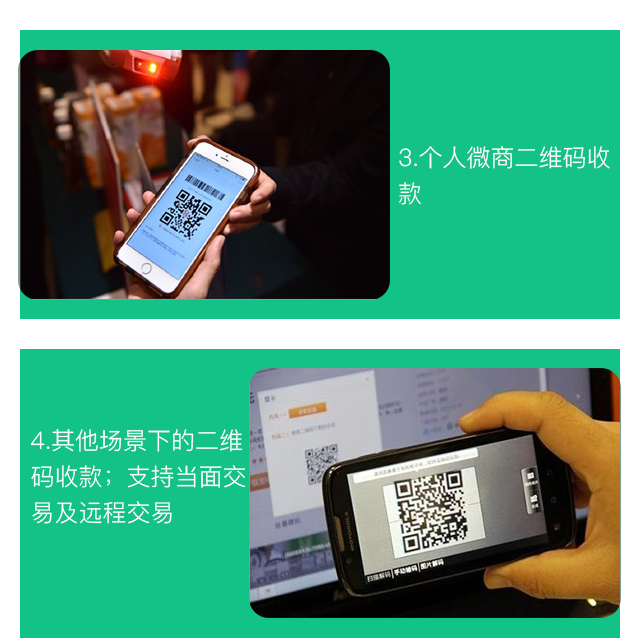 3.个人微商二维码收
款
4.其他场景下的二维
码收款；支持当面交
易及远程交易
MOTOROLA
扫描解码 手动解码 图片解码